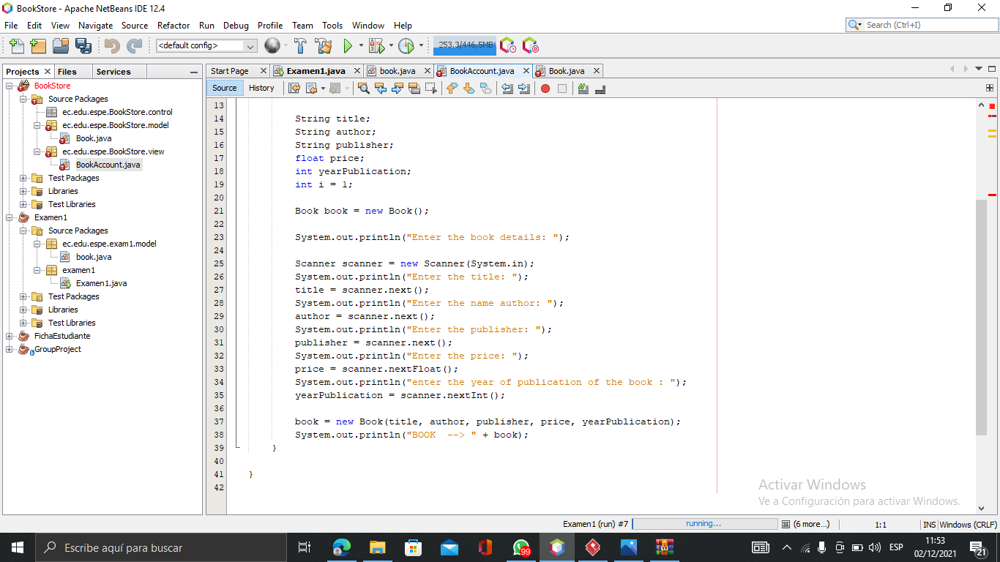 BookStore - Apache NetBeans IDE 12.4
File Edit View Navigate Source Refactor Run Debug Profile Team Tools Window Help
Search (Ctrl+I)
<default config>
253,3/446,5MB
Projects Files Services
Start Page Examen1.java book.java BookAccount.java Book.java
Source History
BookStore
Source Packages
ec.edu.espe.BookStore.control
ec.edu.espe.BookStore.model
Book.java
ec.edu.espe.BookStore.view
BookAccount.java
Test Packages
Libraries
Test Libraries
Examen1
Source Packages
ec.edu.espe.exam1.model
book.java
examen1
Examen1.java
Test Packages
Libraries
Test Libraries
FichaEstudiante
GroupProject
13
14 String title;
15 String author;
16 String publisher;
17 float price;
18 int yearPublication;
19 int i = 1;
20
21 Book book = new Book();
22
23 System.out.println("Enter the book details: ");
24
25 Scanner scanner = new Scanner(System.in);
26 System.out.println("Enter the title: ");
27 title = scanner.next();
28 System.out.println("Enter the name author: ");
29 author = scanner.next();
30 System.out.println("Enter the publisher: ");
31 publisher = scanner.next();
32 System.out.println("Enter the price: ");
33 price = scanner.nextFloat();
34 System.out.println("enter the year of publication of the book : ");
35 yearPublication = scanner.nextInt();
36
37 book = new Book(title, author, publisher, price, yearPublication);
38 System.out.println("BOOK  --> " + book);
39 }
40
41 }
42
Activar Windows
Ve a Configuración para activar Windows.
Examen1 (run) #7 running... (6 more...) 1:1 INS Windows (CRLF)
Escribe aquí para buscar
99
ESP
11:53
02/12/2021
21